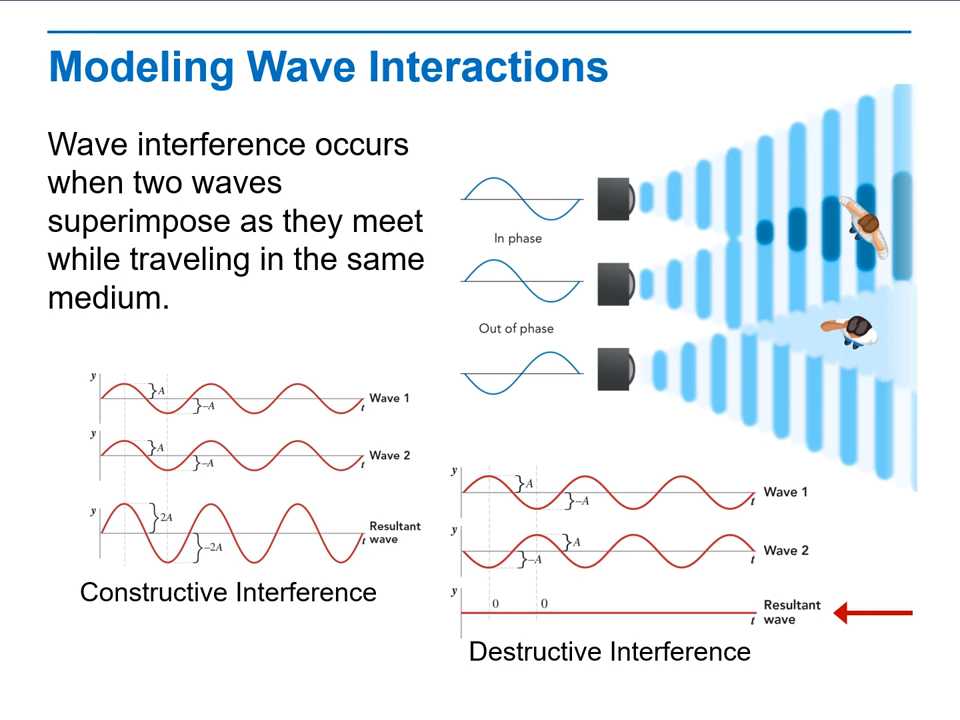 Modeling Wave Interactions
Wave interference occurs
when two waves
superimpose as they meet
while traveling in the same
medium.
In phase
Out of phase
y
A
–A
t
Wave 1
y
A
–A
t
Wave 2
y
2A
–2A
t
Resultant
wave
Constructive Interference
y
A
–A
t
Wave 1
y
A
–A
t
Wave 2
y
0
0
t
Resultant
wave
Destructive Interference